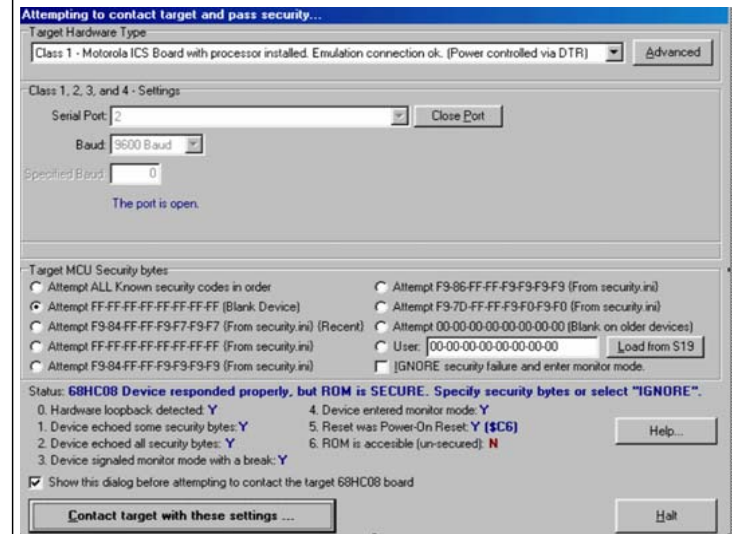 Attempting to contact target and pass security...
Target Hardware Type
Class 1 - Motorola ICS Board with processor installed. Emulation connection ok. (Power controlled via DTR)
Advanced
Class 1, 2, 3, and 4 - Settings
Serial Port: 2
Close Port
Baud: 9600 Baud
Specified Baud: 0
The port is open.
Target MCU Security bytes
Attempt ALL Known security codes in order
Attempt F9-86-FF-FF-F9-F9-F9-F9 (From security.ini)
Attempt FF-FF-FF-FF-FF-FF-FF-FF (Blank Device)
Attempt F9-7D-FF-FF-F9-F0-F9-F0 (From security.ini)
Attempt F9-84-FF-FF-F9-F7-F9-F7 (From security.ini) (Recent)
Attempt 00-00-00-00-00-00-00-00 (Blank on older devices)
Attempt FF-FF-FF-FF-FF-FF-FF-FF (From security.ini)
User: 00-00-00-00-00-00-00-00
Load from S19
Attempt F9-84-FF-FF-F9-F9-F9-F9 (From security.ini)
IGNORE security failure and enter monitor mode.
Status: 68HC08 Device responded properly, but ROM is SECURE. Specify security bytes or select "IGNORE".
0. Hardware loopback detected: Y
4. Device entered monitor mode: Y
1. Device echoed some security bytes: Y
5. Reset was Power-On Reset: Y ($C6)
Help...
2. Device echoed all security bytes: Y
6. ROM is accesible (un-secured): N
3. Device signaled monitor mode with a break: Y
Show this dialog before attempting to contact the target 68HC08 board
Contact target with these settings ...
Halt